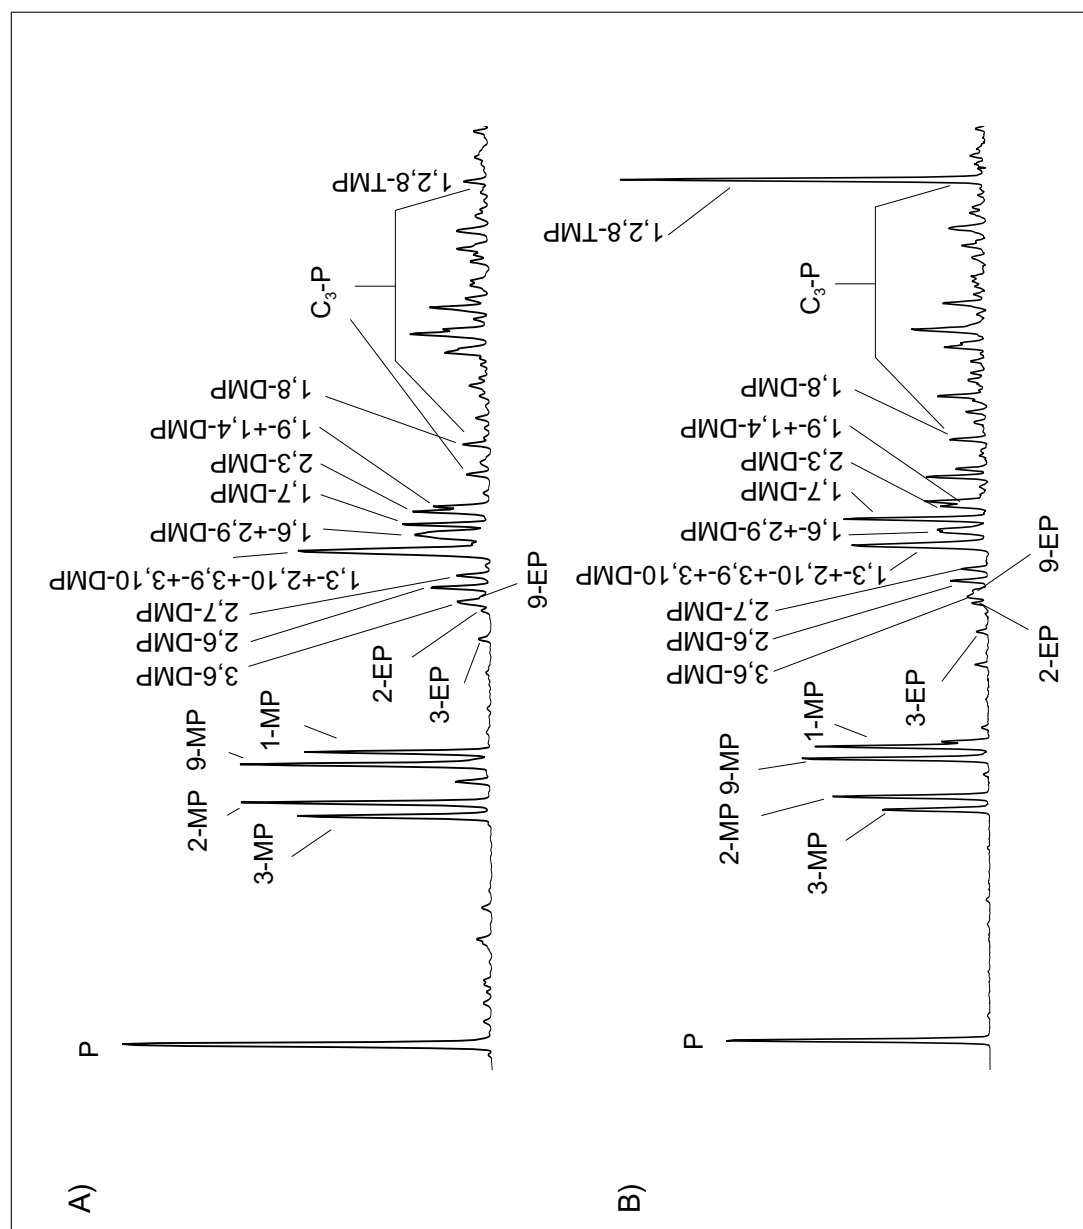 A)
P
3-MP
2-MP
9-MP
1-MP
3-EP
2-EP
9-EP
3,6-DMP
2,6-DMP
2,7-DMP
1,3-+2,10-+3,9-+3,10-DMP
1,6-+2,9-DMP
1,7-DMP
2,3-DMP
1,9-+1,4-DMP
1,8-DMP
C₃-P
1,2,8-TMP
B)
P
3-MP
2-MP
9-MP
1-MP
3-EP
2-EP
9-EP
3,6-DMP
2,6-DMP
2,7-DMP
1,3-+2,10-+3,9-+3,10-DMP
1,6-+2,9-DMP
1,7-DMP
2,3-DMP
1,9-+1,4-DMP
1,8-DMP
C₃-P
1,2,8-TMP